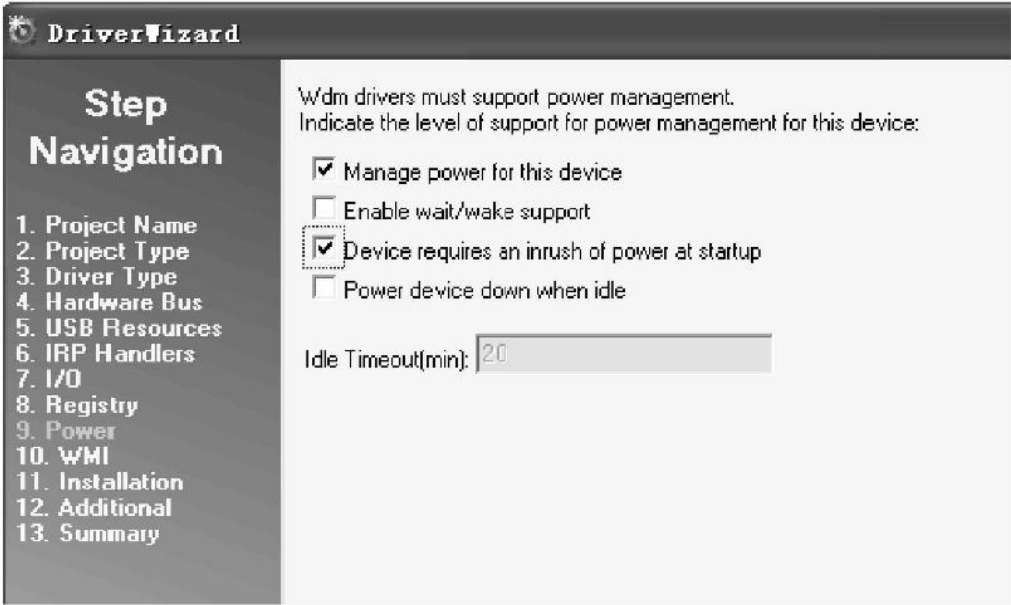 DriverWizard
Step
Navigation
1. Project Name
2. Project Type
3. Driver Type
4. Hardware Bus
5. USB Resources
6. IRP Handlers
7. I/O
8. Registry
9. Power
10. WMI
11. Installation
12. Additional
13. Summary
Wdm drivers must support power management.
Indicate the level of support for power management for this device:
Manage power for this device
Enable wait/wake support
Device requires an inrush of power at startup
Power device down when idle
Idle Timeout(min): 20